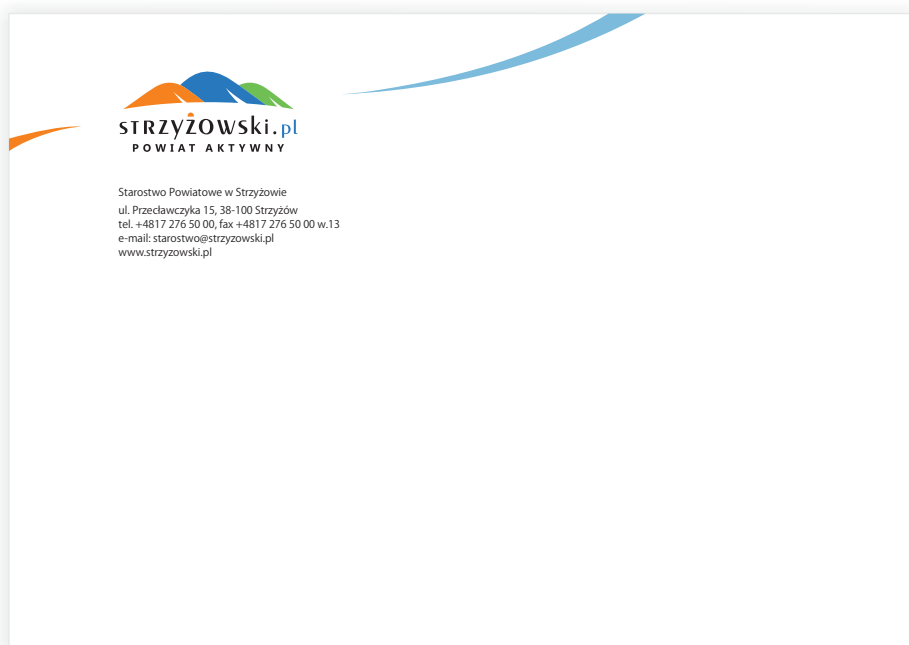 STRZYŻOWSki.pl
POWIAT AKTYWNY
Starostwo Powiatowe w Strzyżowie
ul. Przecławczyka 15, 38-100 Strzyżów
tel. +4817 276 50 00, fax +4817 276 50 00 w.13
e-mail: starostwo@strzyzowski.pl
www.strzyzowski.pl